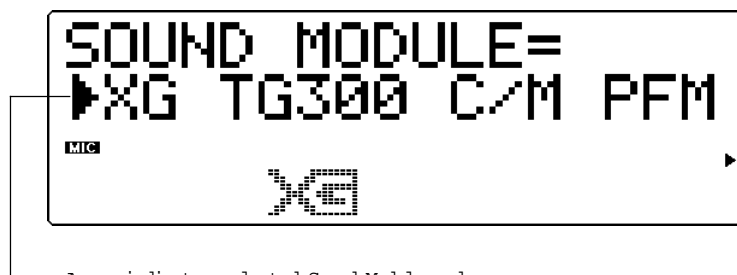 SOUND MODULE=
▶XG TG300 C/M PFM
MIC
XG